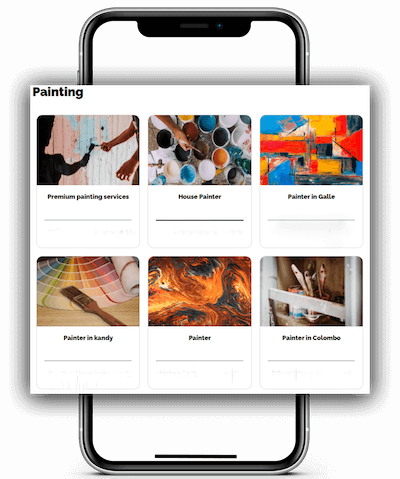 Painting
Premium painting services
House Painter
Painter in Galle
Painter in kandy
Painter
Painter in Colombo